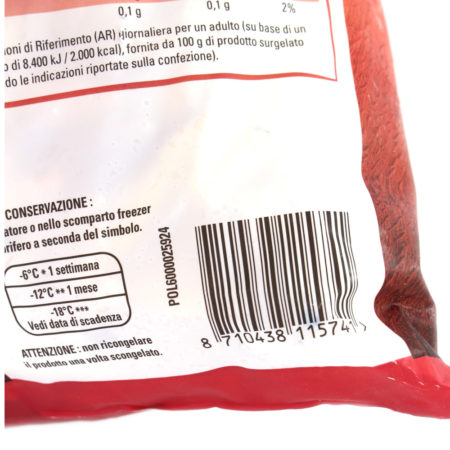 0,1 g 0,1 g 2%
oni di Riferimento (AR) giornaliera per un adulto (su base di un
o di 8.400 kJ / 2.000 kcal), fornita da 100 g di prodotto surgelato
do le indicazioni riportate sulla confezione).
CONSERVAZIONE :
atore o nello scomparto freezer
orifero a seconda del simbolo.
-6°C * 1 settimana
-12°C ** 1 mese
-18°C ***
Vedi data di scadenza
ATTENZIONE : non ricongelare
il prodotto una volta scongelato.
POL6000025924
8 710438 115741